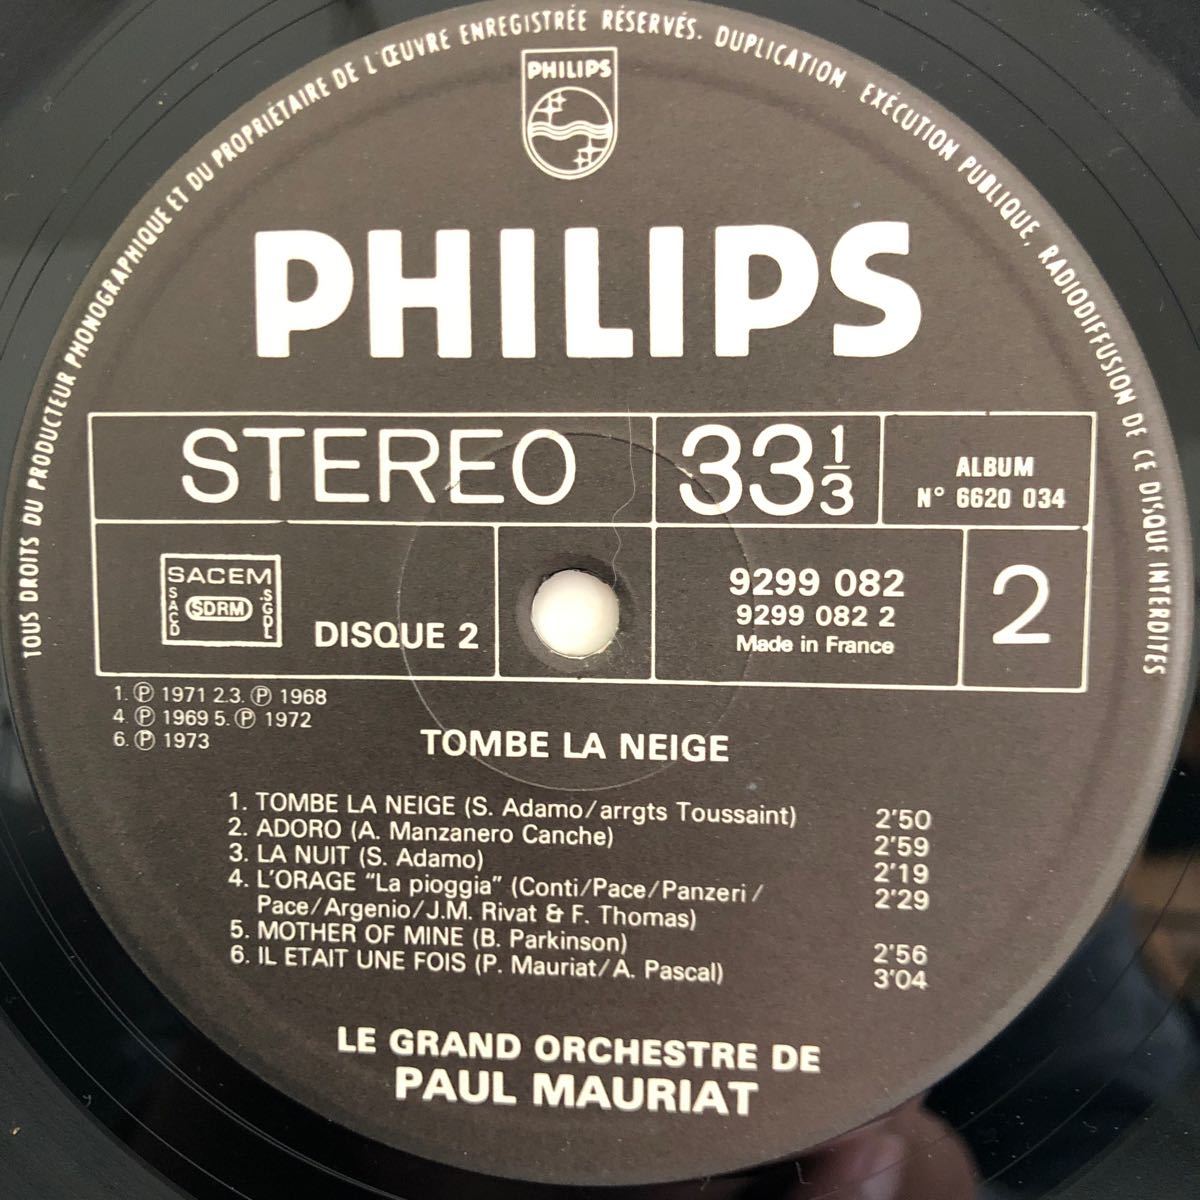 TOUS DROITS DU PRODUCTEUR PHONOGRAPHIQUE ET DU PROPRIÉTAIRE DE L'ŒUVRE ENREGISTRÉE RÉSERVÉS. DUPLICATION, EXÉCUTION PUBLIQUE, RADIODIFFUSION DE CE DISQUE INTERDITES
PHILIPS
PHILIPS
STEREO
33 1/3
ALBUM
N° 6620 034
SACEM
SACD
SDRM
SGDL
DISQUE 2
9299 082
9299 082 2
Made in France
2
1. ℗ 1971 2.3. ℗ 1968
4. ℗ 1969 5. ℗ 1972
6. ℗ 1973
TOMBE LA NEIGE
1. TOMBE LA NEIGE (S. Adamo/arrgts Toussaint) 2'50
2. ADORO (A. Manzanero Canche) 2'59
3. LA NUIT (S. Adamo) 2'19
4. L'ORAGE "La pioggia" (Conti/Pace/Panzeri/ 2'29
Pace/Argenio/J.M. Rivat & F. Thomas)
5. MOTHER OF MINE (B. Parkinson) 2'56
6. IL ETAIT UNE FOIS (P. Mauriat/A. Pascal) 3'04
LE GRAND ORCHESTRE DE
PAUL MAURIAT